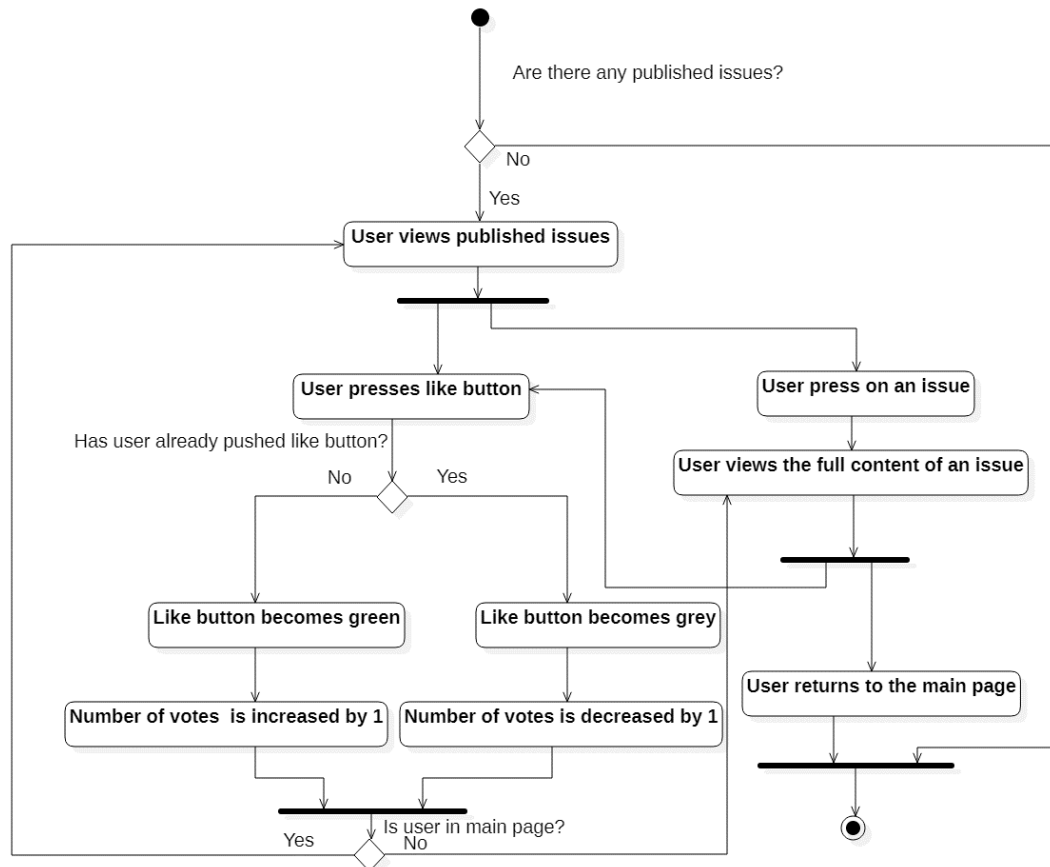 Are there any published issues?
No
Yes
User views published issues
User presses like button
User press on an issue
Has user already pushed like button?
User views the full content of an issue
No
Yes
Like button becomes green
Like button becomes grey
User returns to the main page
Number of votes  is increased by 1
Number of votes is decreased by 1
Is user in main page?
Yes
No